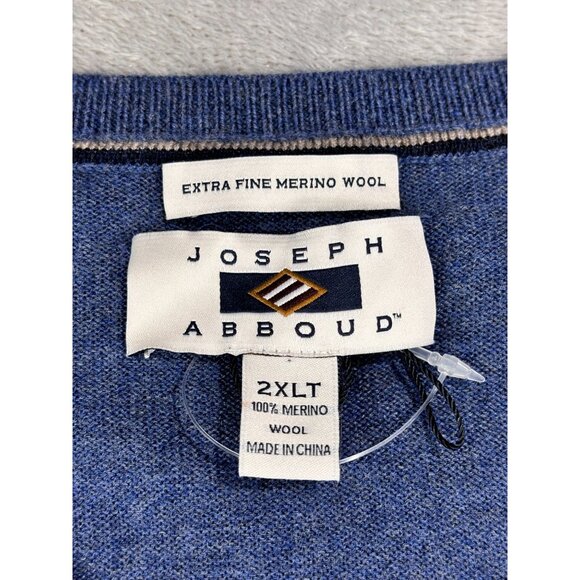 EXTRA FINE MERINO WOOL
JOSEPH
ABBOUD™
2XLT
100% MERINO
WOOL
MADE IN CHINA